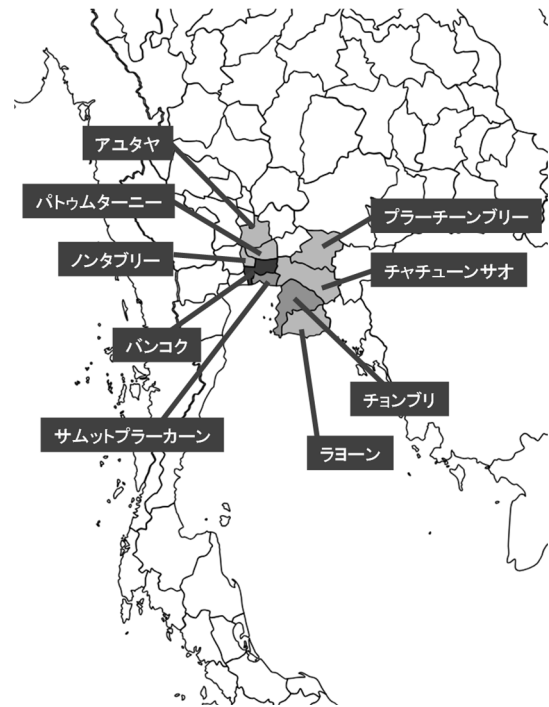 アユタヤ
パトゥムターニー
プラーチーンブリー
ノンタブリー
チャチューンサオ
バンコク
チョンブリ
サムットプラーカーン
ラヨーン